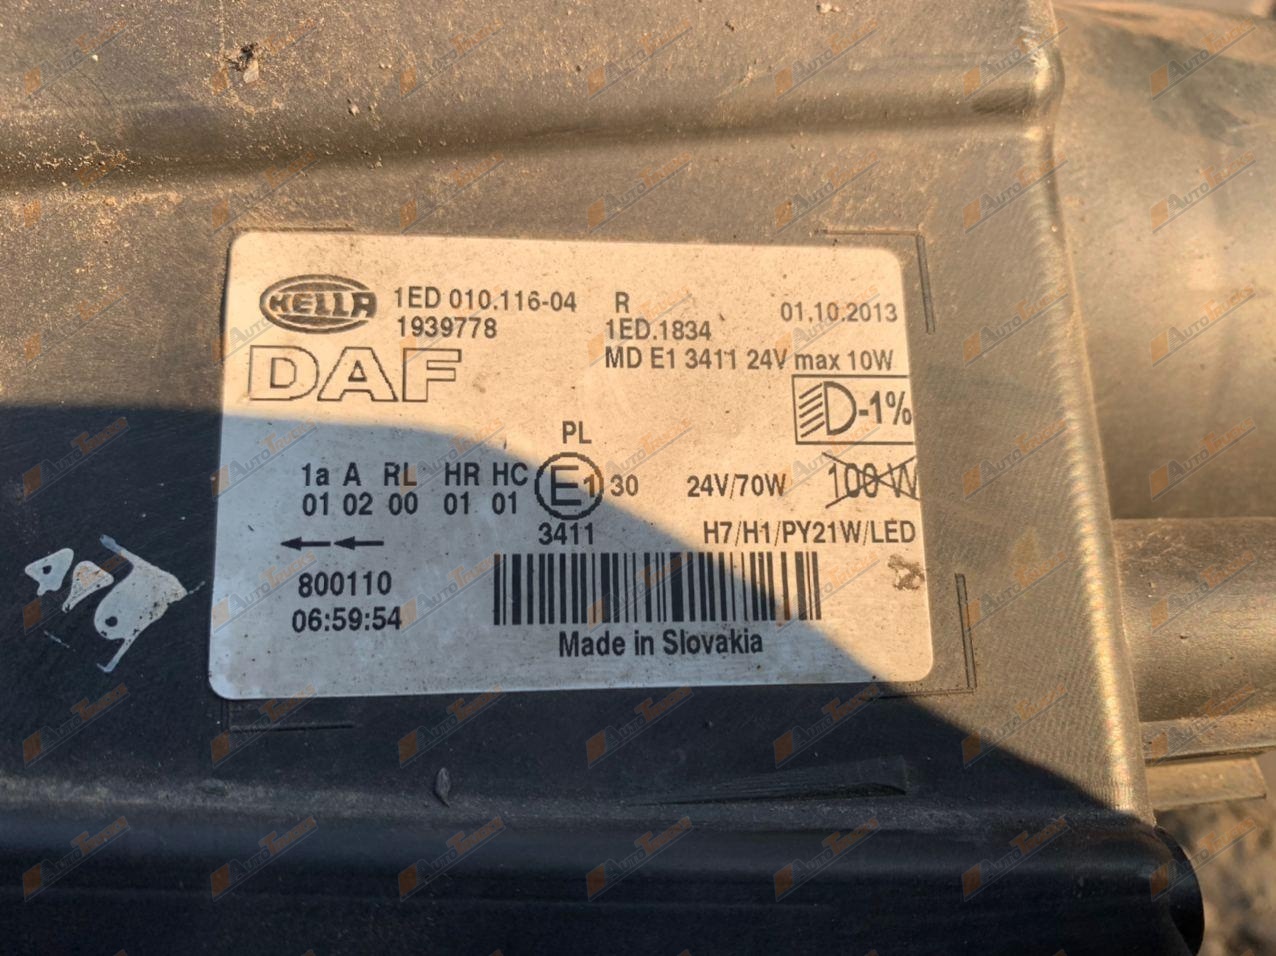 HELLA 1ED 010.116-04 R 01.10.2013
1939778 1ED.1834
DAF MD E1 3411 24V max 10W
-1%
PL
1a A RL HR HC E1 30 24V/70W 100 W
01 02 00 01 01
3411 H7/H1/PY21W/LED
800110
06:59:54
Made in Slovakia
AutoTechnics